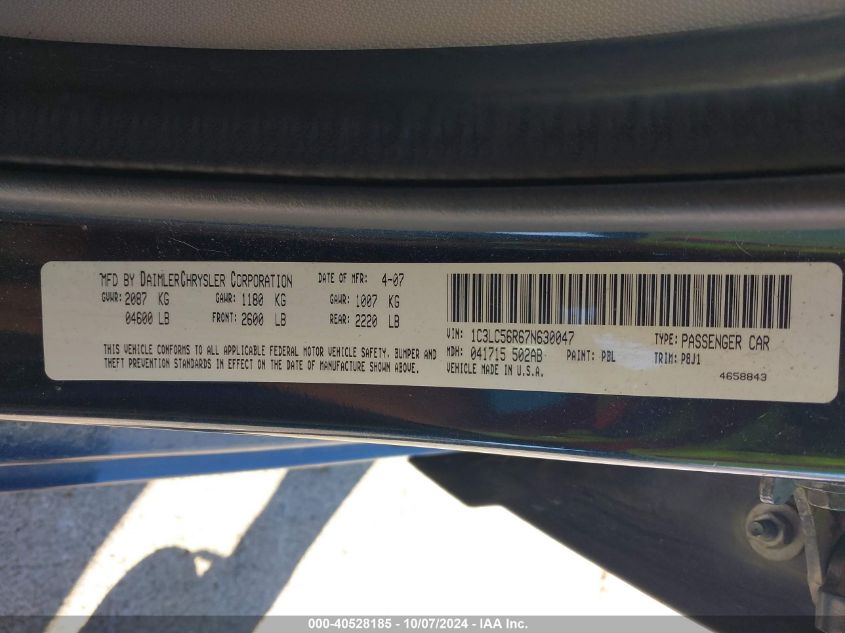 MFD BY DAIMLERCHRYSLER CORPORATION DATE OF MFR: 4-07
GVWR: 2087 KG GAWR: 1180 KG GAWR: 1007 KG
04600 LB FRONT: 2600 LB REAR: 2220 LB
THIS VEHICLE CONFORMS TO ALL APPLICABLE FEDERAL MOTOR VEHICLE SAFETY, BUMPER AND
THEFT PREVENTION STANDARDS IN EFFECT ON THE DATE OF MANUFACTURE SHOWN ABOVE.
VIN: 1C3LC56R67N630047 TYPE: PASSENGER CAR
MDH: 041715 502AB PAINT: PBL TRIM: P8J1
VEHICLE MADE IN U.S.A. 4658843
000-40528185 - 10/07/2024 - IAA Inc.